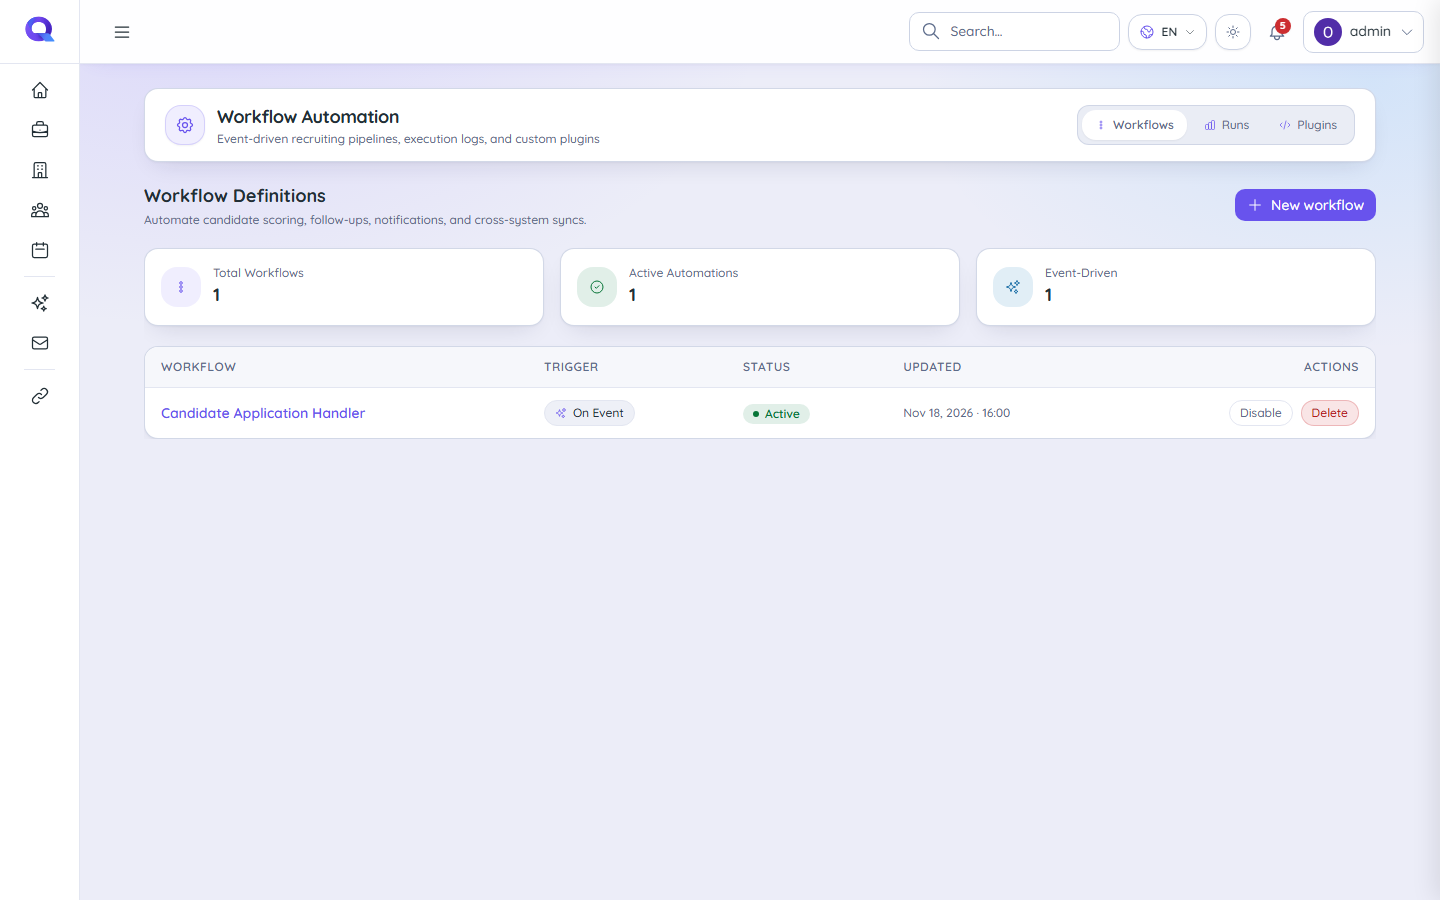 Search...
EN
5
O
admin
Workflow Automation
Event-driven recruiting pipelines, execution logs, and custom plugins
Workflows
Runs
Plugins
Workflow Definitions
Automate candidate scoring, follow-ups, notifications, and cross-system syncs.
New workflow
Total Workflows
1
Active Automations
1
Event-Driven
1
WORKFLOW TRIGGER STATUS UPDATED ACTIONS
Candidate Application Handler On Event Active Nov 18, 2026 · 16:00 Disable Delete